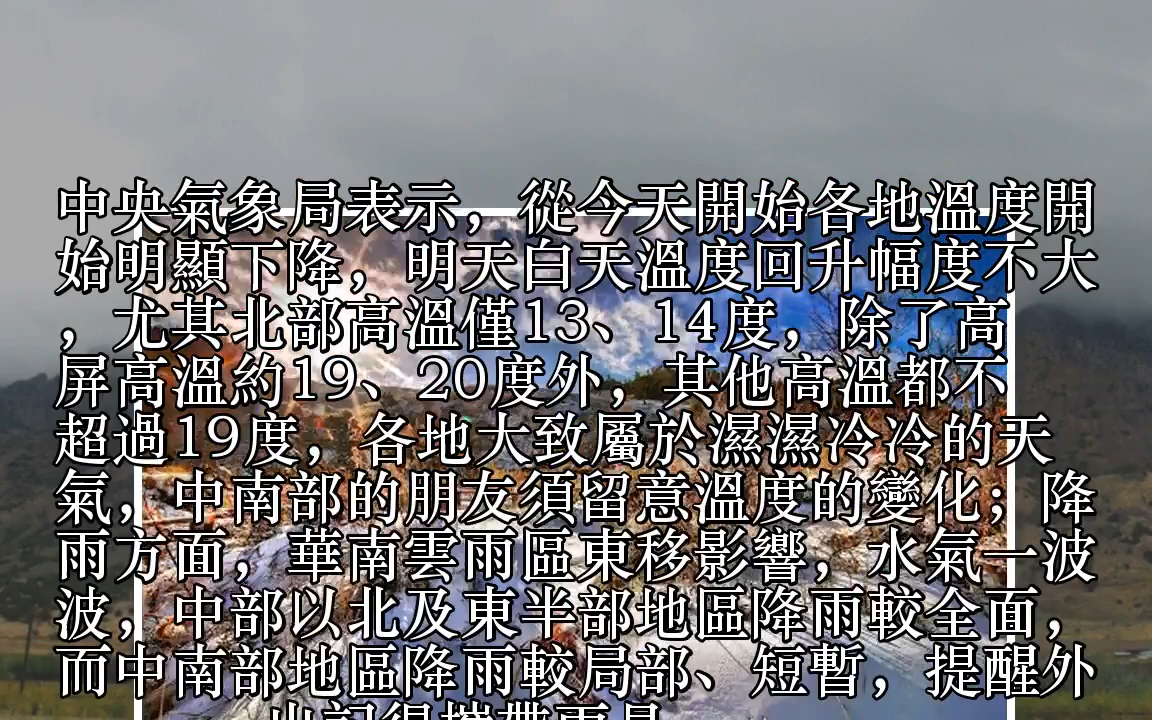 中央氣象局表示，從今天開始各地溫度開
始明顯下降，明天白天溫度回升幅度不大
，尤其北部高溫僅13、14度，除了高
屏高溫約19、20度外，其他高溫都不
超過19度，各地大致屬於濕濕冷冷的天
氣，中南部的朋友須留意溫度的變化；降
雨方面，華南雲雨區東移影響，水氣一波
波，中部以北及東半部地區降雨較全面，
而中南部地區降雨較局部、短暫，提醒外
出記得攜帶雨具